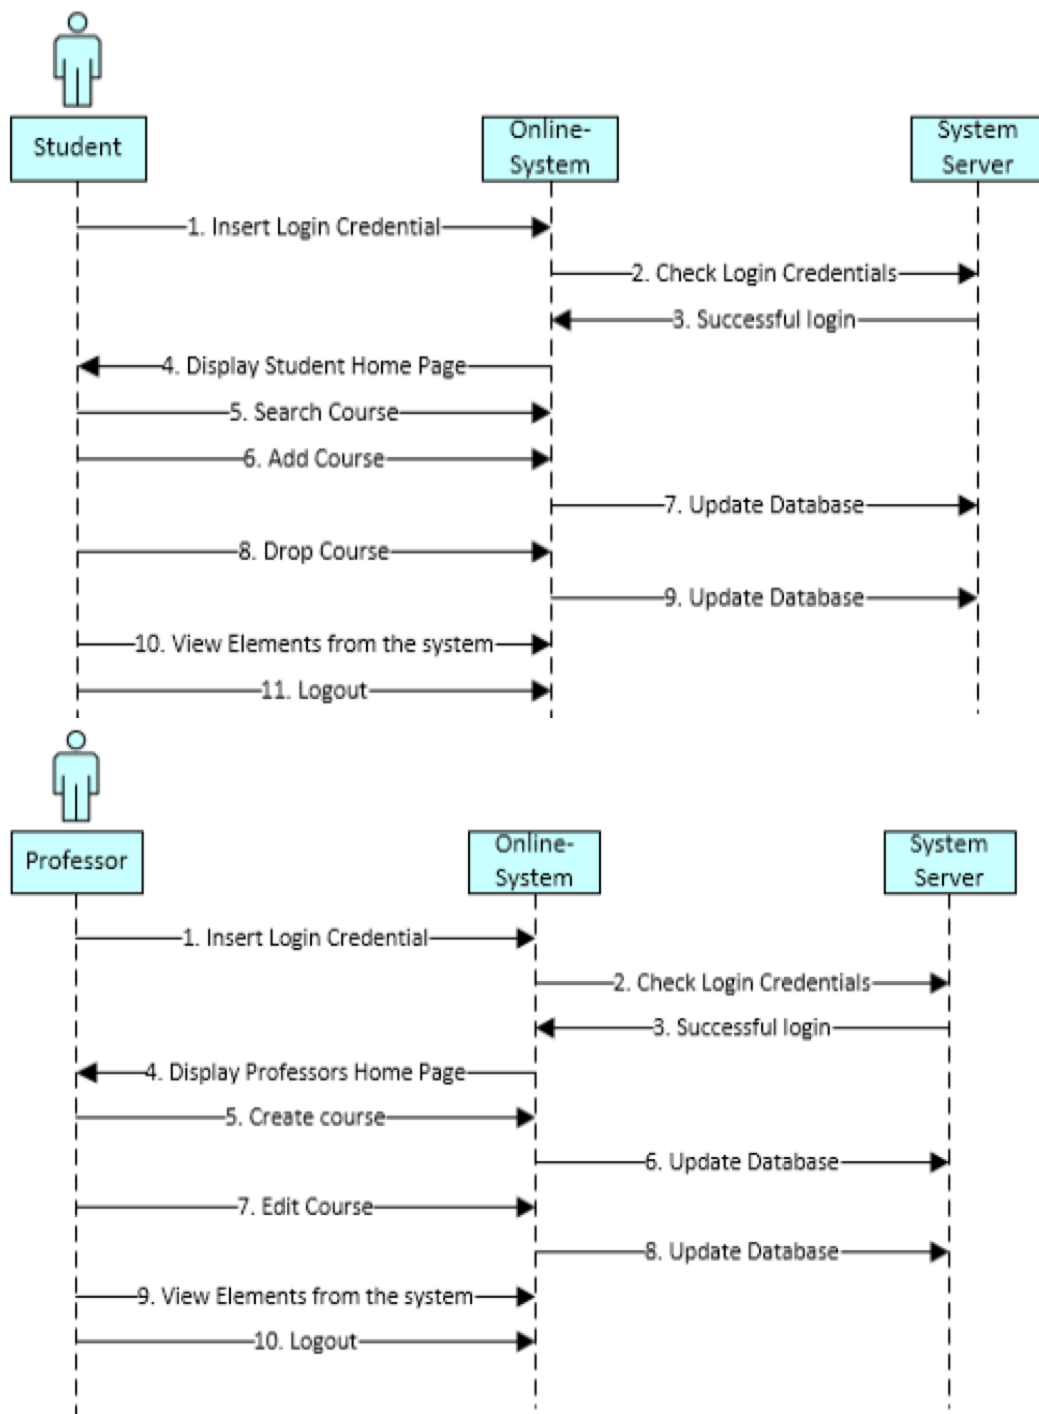 Student
Online-
System
System
Server
1. Insert Login Credential
2. Check Login Credentials
3. Successful login
4. Display Student Home Page
5. Search Course
6. Add Course
7. Update Database
8. Drop Course
9. Update Database
10. View Elements from the system
11. Logout
Professor
Online-
System
System
Server
1. Insert Login Credential
2. Check Login Credentials
3. Successful login
4. Display Professors Home Page
5. Create course
6. Update Database
7. Edit Course
8. Update Database
9. View Elements from the system
10. Logout